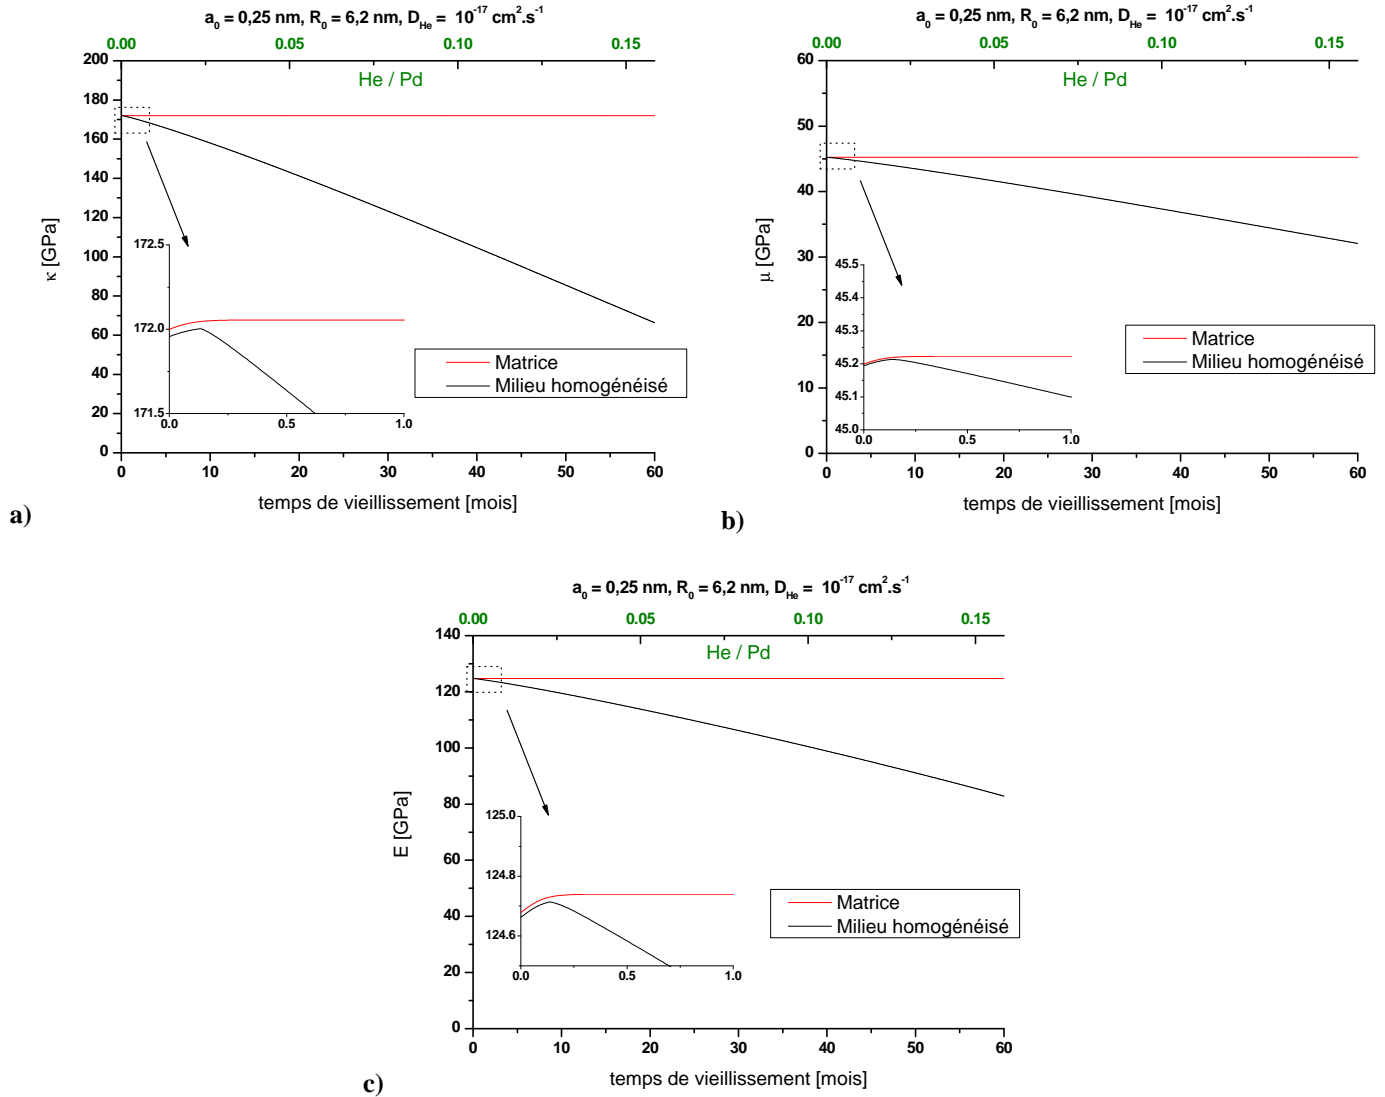 a₀ = 0,25 nm, R₀ = 6,2 nm, D_He = 10⁻¹⁷ cm².s⁻¹
0.00 0.05 0.10 0.15
He / Pd
200
180
160
140
120
100
80
60
40
20
0
κ [GPa]
172.5
172.0
171.5
0.0 0.5 1.0
Matrice
Milieu homogénéisé
0 10 20 30 40 50 60
temps de vieillissement [mois]
a)
a₀ = 0,25 nm, R₀ = 6,2 nm, D_He = 10⁻¹⁷ cm².s⁻¹
0.00 0.05 0.10 0.15
He / Pd
60
50
40
30
20
10
0
μ [GPa]
45.5
45.4
45.3
45.2
45.1
45.0
0.0 0.5 1.0
Matrice
Milieu homogénéisé
0 10 20 30 40 50 60
temps de vieillissement [mois]
b)
a₀ = 0,25 nm, R₀ = 6,2 nm, D_He = 10⁻¹⁷ cm².s⁻¹
0.00 0.05 0.10 0.15
He / Pd
140
120
100
80
60
40
20
0
E [GPa]
125.0
124.8
124.6
0.0 0.5 1.0
Matrice
Milieu homogénéisé
0 10 20 30 40 50 60
temps de vieillissement [mois]
c)